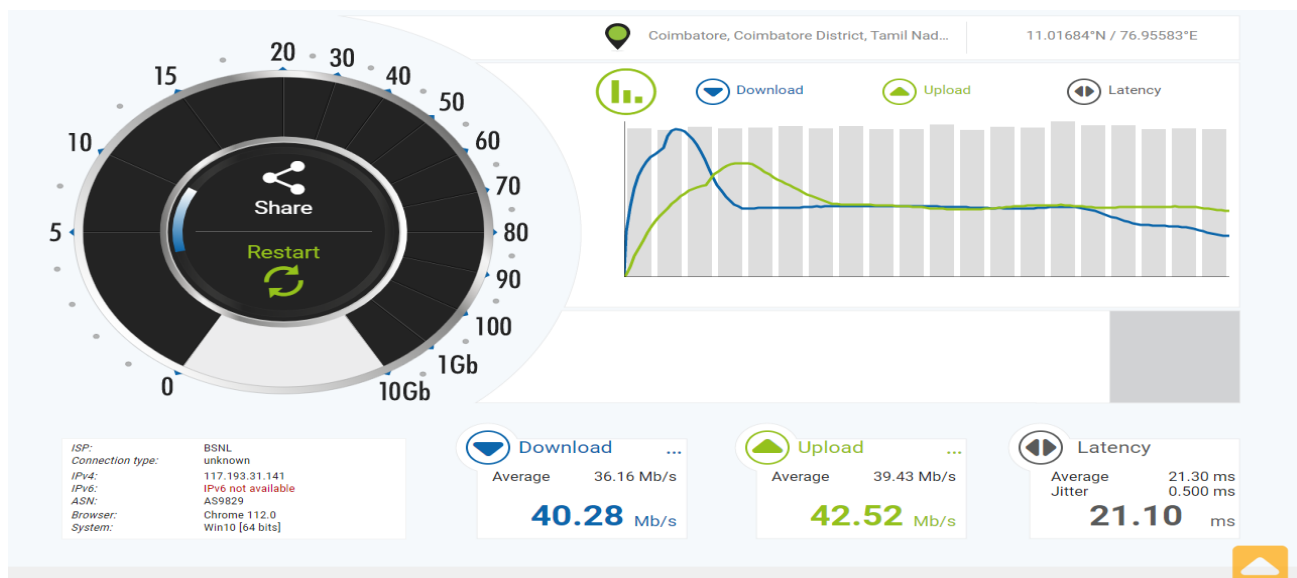 Coimbatore, Coimbatore District, Tamil Nad... 11.01684°N / 76.95583°E
Download Upload Latency
0
5
10
15
20
30
40
50
60
70
80
90
100
1Gb
10Gb
Share
Restart
ISP: BSNL
Connection type: unknown
IPv4: 117.193.31.141
IPv6: IPv6 not available
ASN: AS9829
Browser: Chrome 112.0
System: Win10 [64 bits]
Download ...
Average 36.16 Mb/s
40.28 Mb/s
Upload ...
Average 39.43 Mb/s
42.52 Mb/s
Latency
Average 21.30 ms
Jitter 0.500 ms
21.10 ms